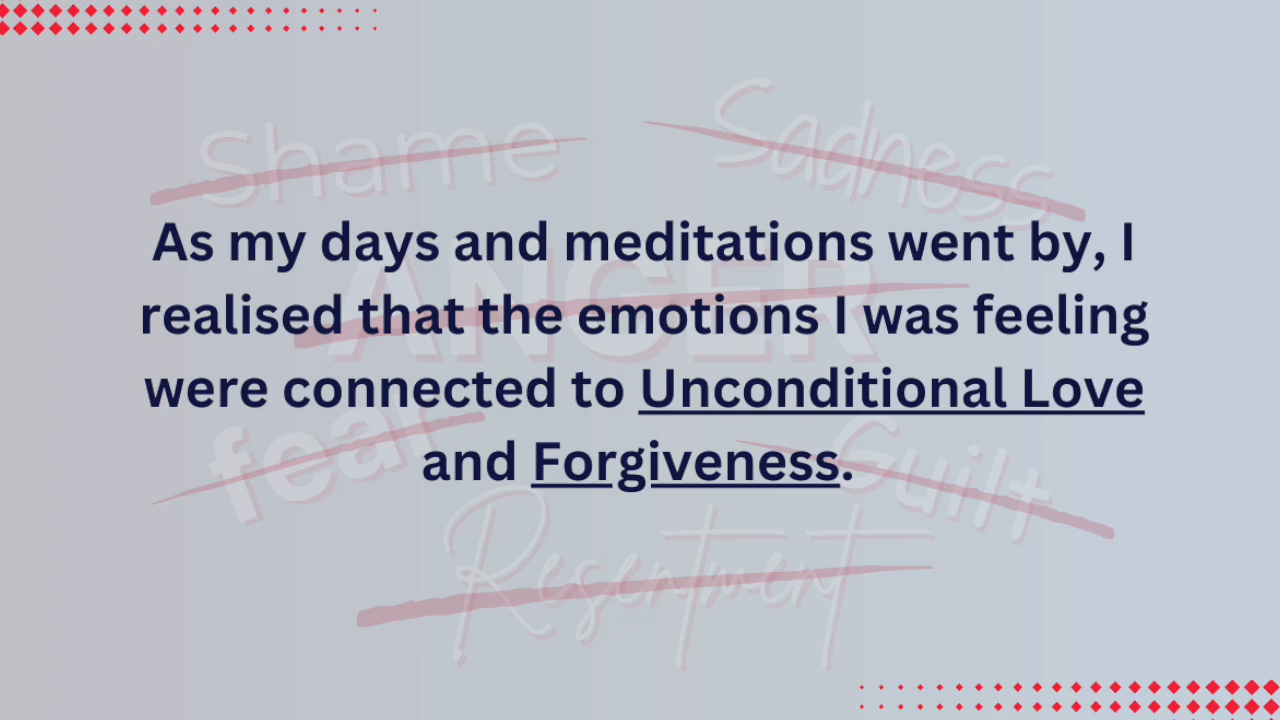 Shame
Sadness
As my days and meditations went by, I
ANGER
realised that the emotions I was feeling
were connected to Unconditional Love
fear
and Forgiveness.
Guilt
Resentment